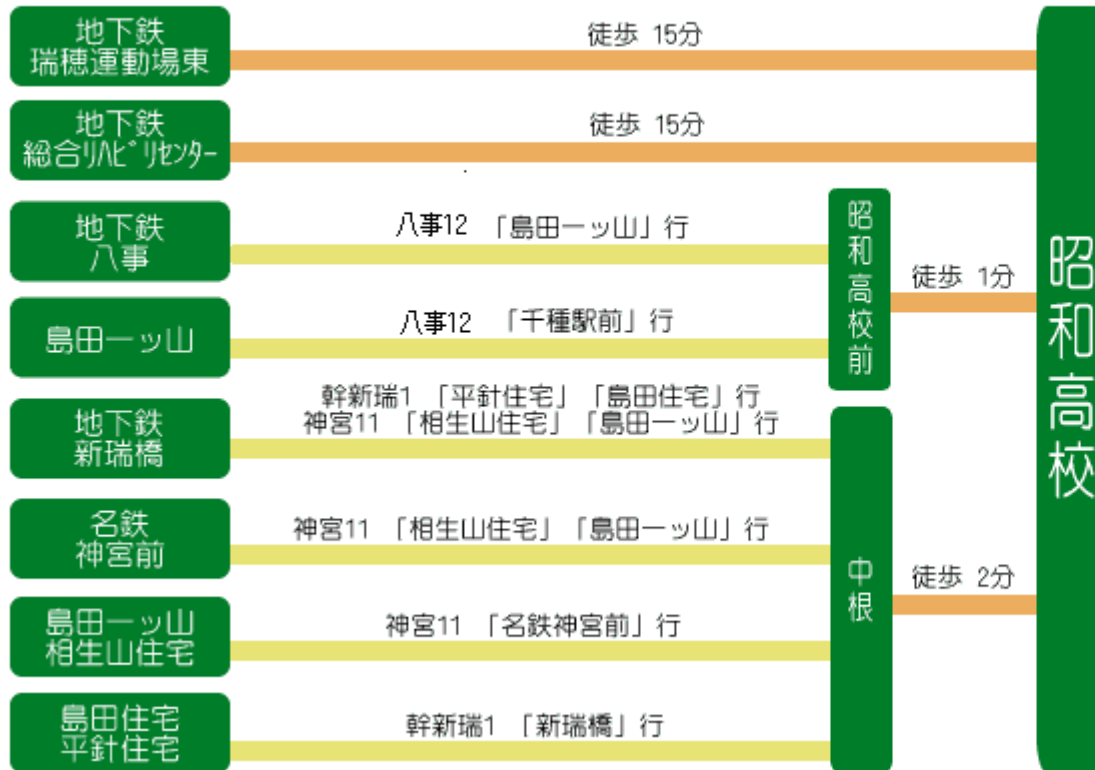 地下鉄
瑞穂運動場東
徒歩 15分
地下鉄
総合ﾘﾊﾋﾞﾘｾﾝﾀｰ
徒歩 15分
地下鉄
八事
八事12 「島田一ッ山」行
島田一ッ山
八事12 「千種駅前」行
昭和高校前
徒歩 1分
地下鉄
新瑞橋
幹新瑞1 「平針住宅」「島田住宅」行
神宮11 「相生山住宅」「島田一ッ山」行
名鉄
神宮前
神宮11 「相生山住宅」「島田一ッ山」行
島田一ッ山
相生山住宅
神宮11 「名鉄神宮前」行
島田住宅
平針住宅
幹新瑞1 「新瑞橋」行
中根
徒歩 2分
昭和高校